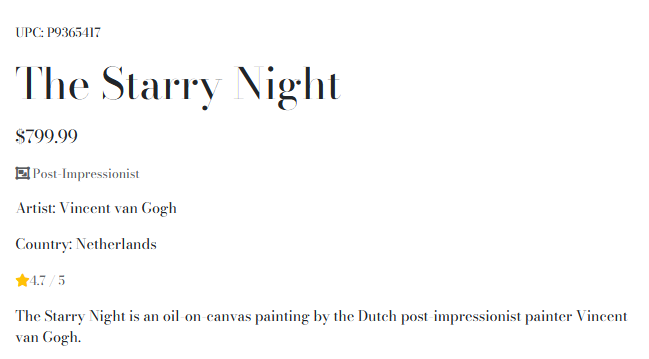 UPC: P9365417
The Starry Night
$799.99
Post-Impressionist
Artist: Vincent van Gogh
Country: Netherlands
4.7 / 5
The Starry Night is an oil-on-canvas painting by the Dutch post-impressionist painter Vincent
van Gogh.